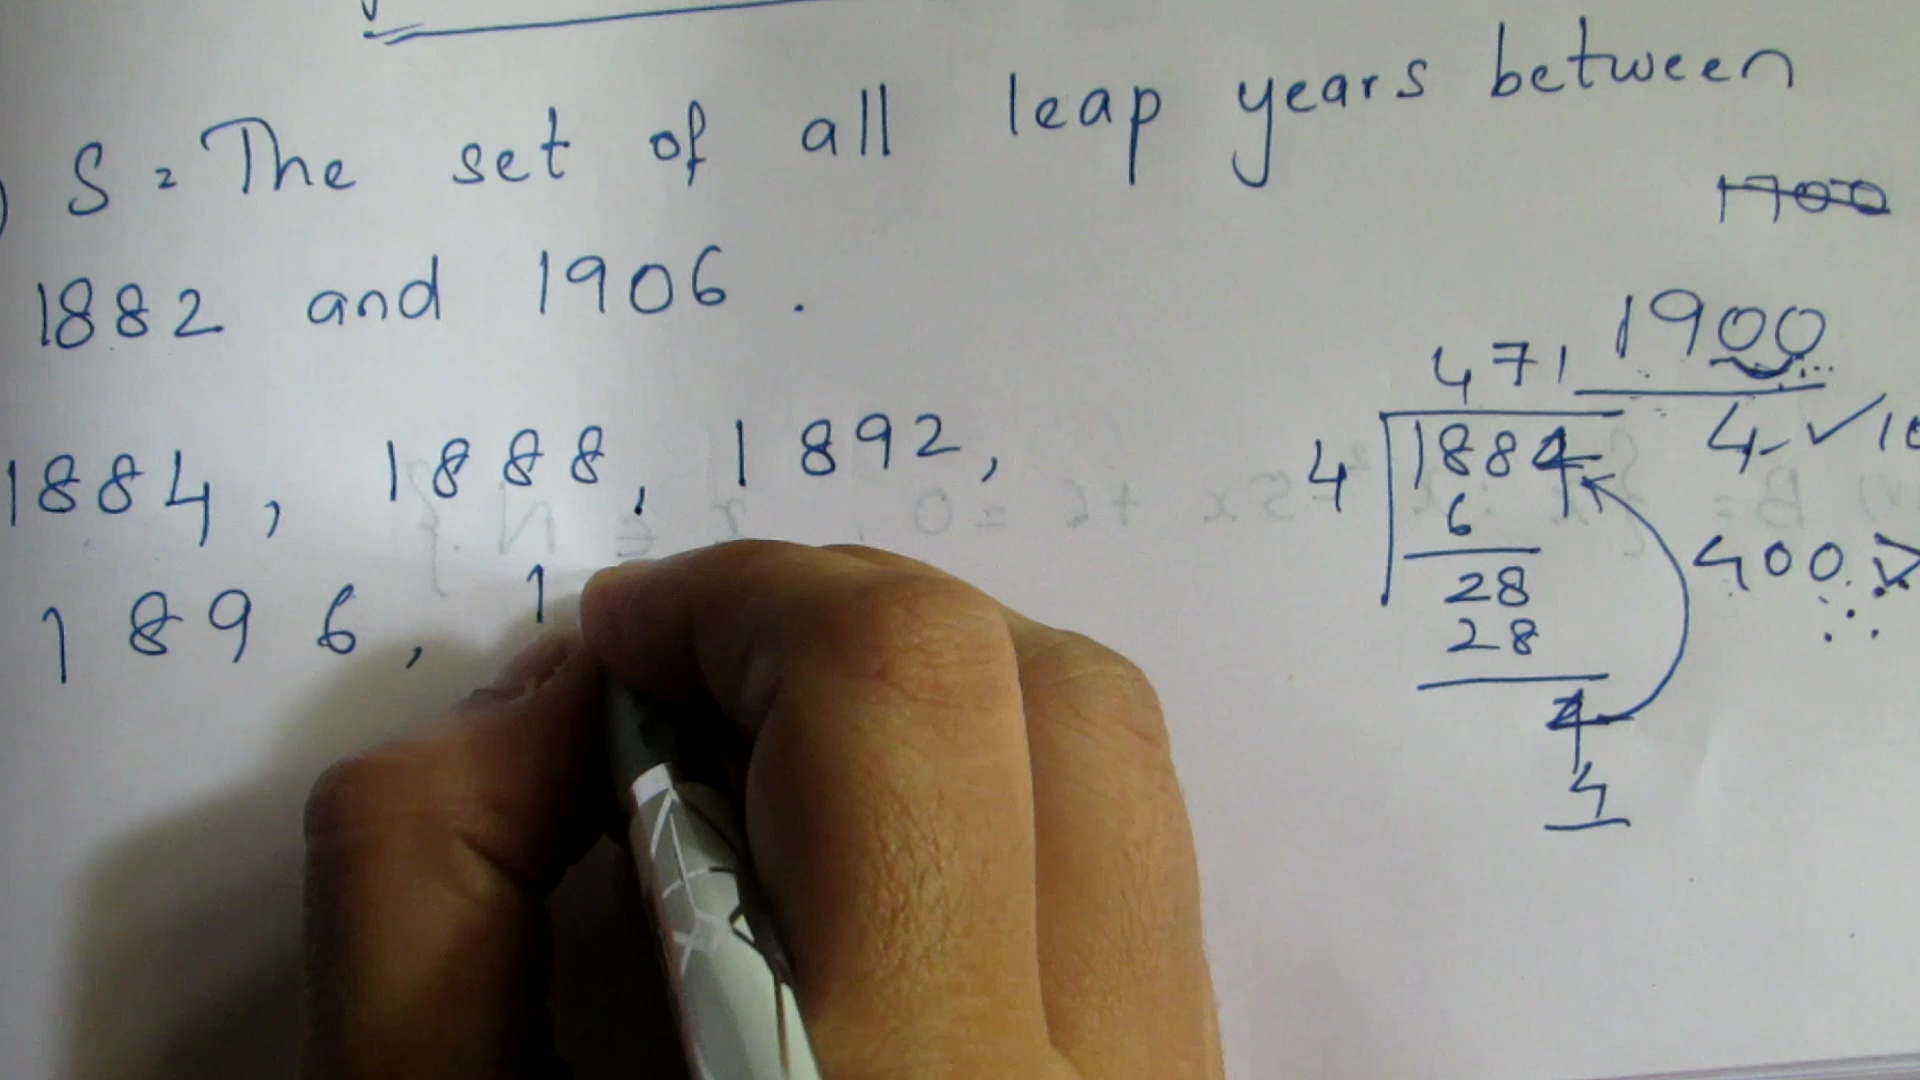 S = The set of all leap years between
1882 and 1906 .
1884 , 1888 , 1892 ,
1896 , 1
1700
1900
4
400
471
4 1884
6
28
28
4
4